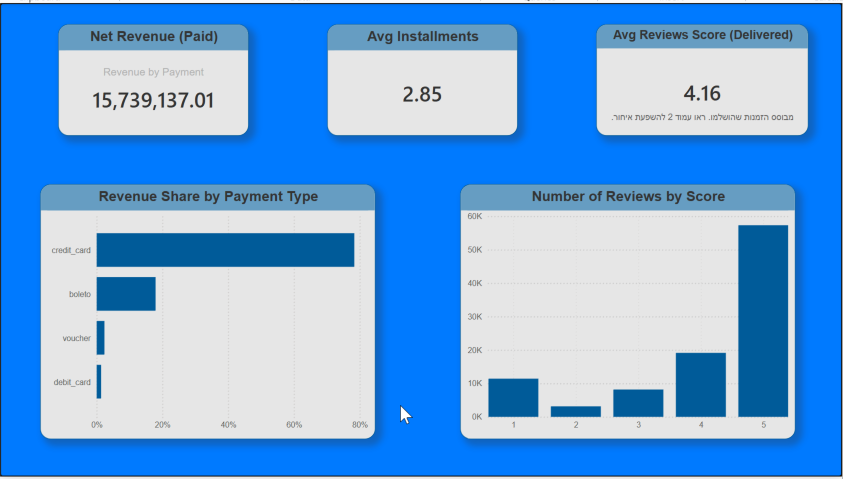 Net Revenue (Paid)
Revenue by Payment
15,739,137.01
Avg Installments
2.85
Avg Reviews Score (Delivered)
4.16
מבוסס הזמנות שהושלמו. ראו עמוד 2 להשפעת איחור.
Revenue Share by Payment Type
credit_card
boleto
voucher
debit_card
0% 20% 40% 60% 80%
Number of Reviews by Score
60K
50K
40K
30K
20K
10K
0K
1 2 3 4 5